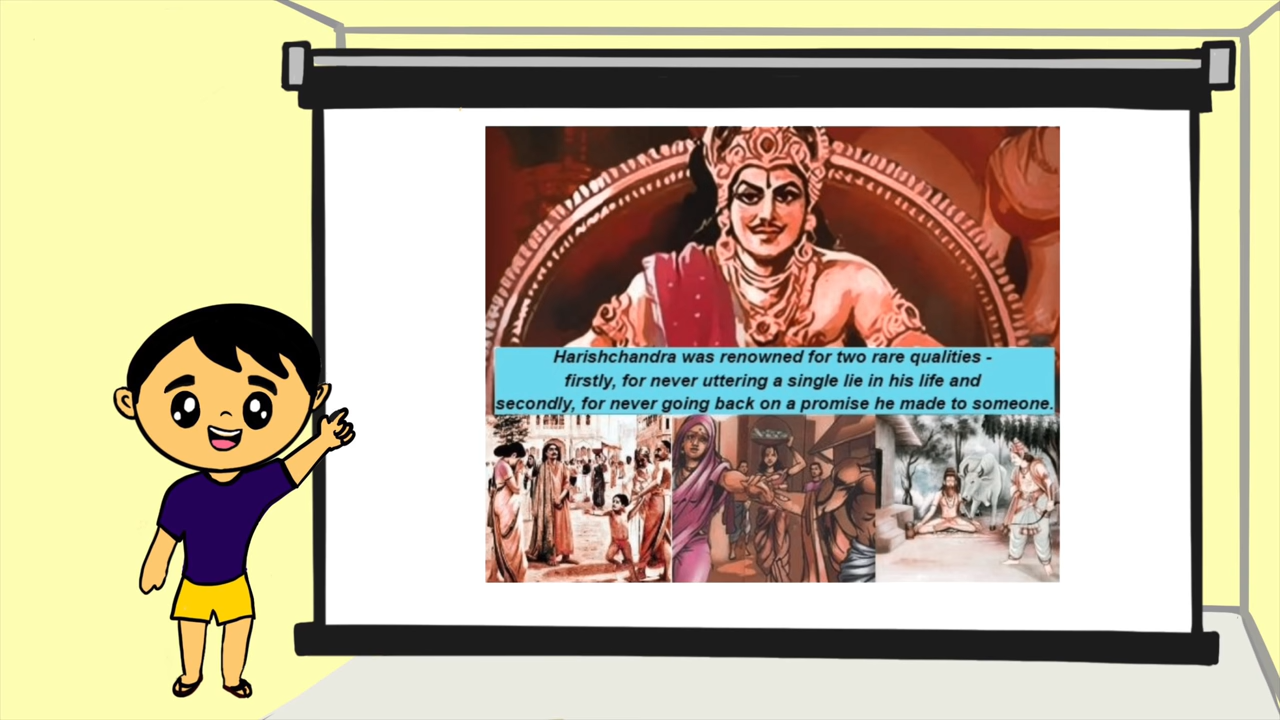 Harishchandra was renowned for two rare qualities -
firstly, for never uttering a single lie in his life and
secondly, for never going back on a promise he made to someone.